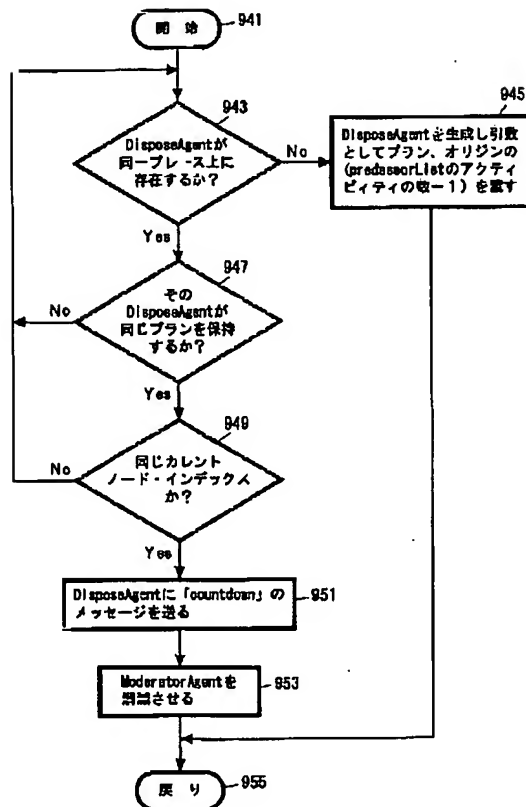 開始
941
943
DisposeAgentが
同一プレース上に
存在するか?
No
945
DisposeAgentを生成し引数
としてプラン、オリジンの
(predessorListのアクティ
ビィティの数ー1)を渡す
Yes
947
その
DisposeAgentが
同じプランを保持
するか?
No
Yes
949
同じカレント
ノード・インデックス
か?
No
Yes
DisposeAgentに「countdown」の
メッセージを送る
951
ModeratorAgentを
消滅させる
953
戻り
955